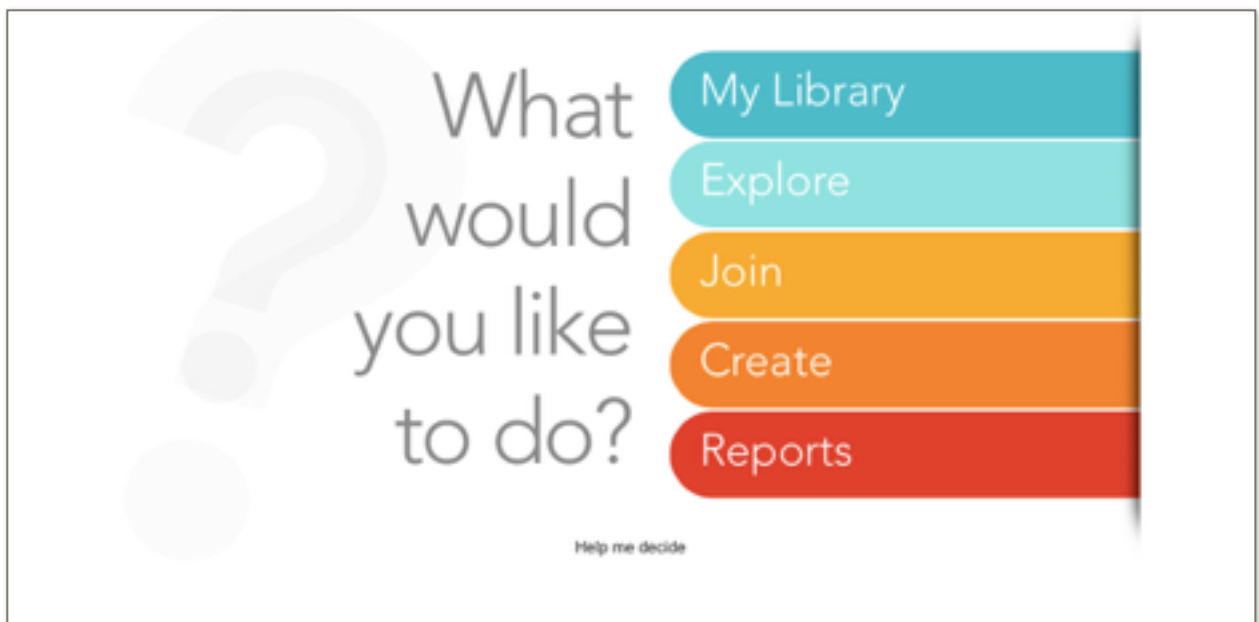 What
would
you like
to do?
My Library
Explore
Join
Create
Reports
Help me decide